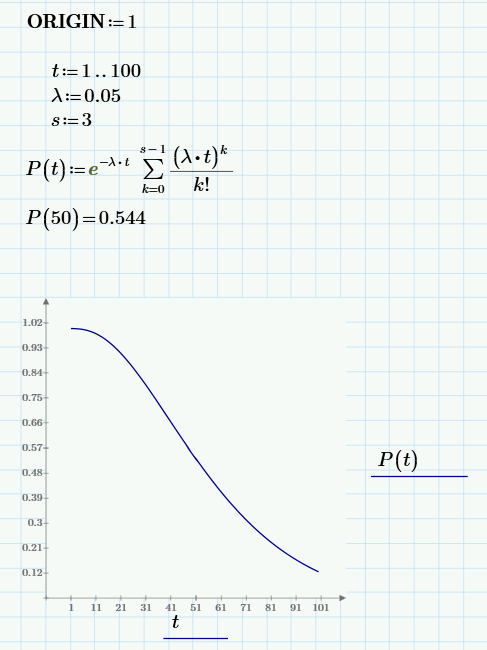 ORIGIN:=1
t:=1..100
λ:=0.05
s:=3
P(t):=e^(-λ·t) ∑_(k=0)^(s-1) (λ·t)^k/k!
P(50)=0.544
1.02
0.93
0.84
0.75
0.66
0.57
0.48
0.39
0.3
0.21
0.12
P(t)
1 11 21 31 41 51 61 71 81 91 101
t